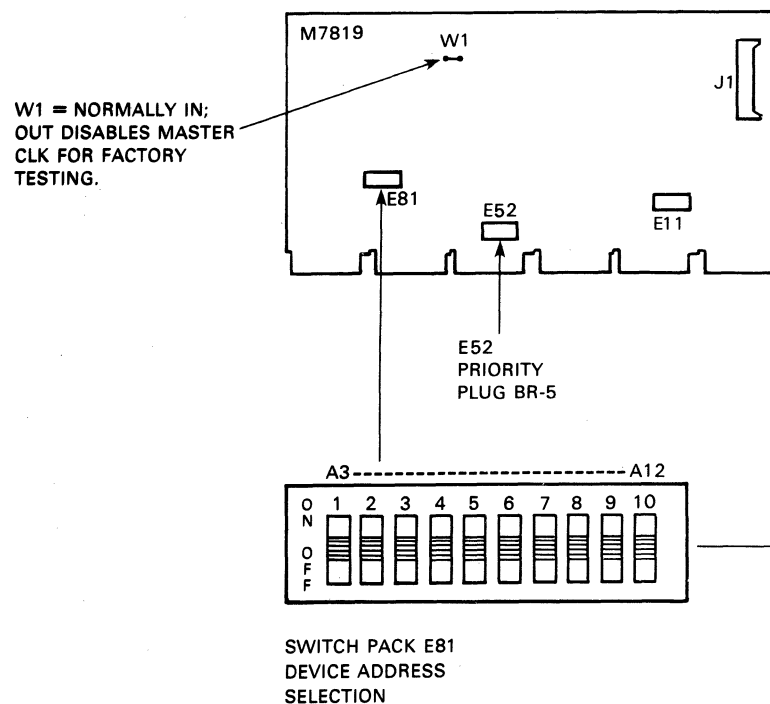 M7819
W1
J1
W1 = NORMALLY IN;
OUT DISABLES MASTER
CLK FOR FACTORY
TESTING.
E81
E52
E11
E52
PRIORITY
PLUG BR-5
A3 ---------------------------- A12
ON 1 2 3 4 5 6 7 8 9 10
OFF
SWITCH PACK E81
DEVICE ADDRESS
SELECTION